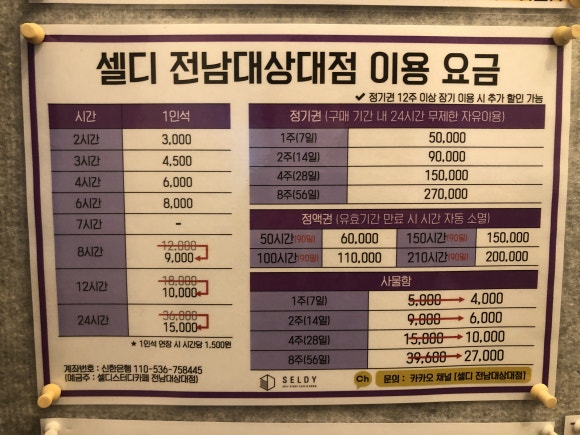 셀디 전남대상대점 이용 요금
✓ 정기권 12주 이상 장기 이용 시 추가 할인 가능
시간 1인석
2시간 3,000
3시간 4,500
4시간 6,000
6시간 8,000
7시간 -
8시간 12,000 9,000
12시간 18,000 10,000
24시간 36,000 15,000
★ 1인석 연장 시 시간당 1,500원
계좌번호 : 신한은행 110-536-758445
(예금주 : 셀디스터디카페 전남대상대점)
정기권 (구매 기간 내 24시간 무제한 자유이용)
1주(7일) 50,000
2주(14일) 90,000
4주(28일) 150,000
8주(56일) 270,000
정액권 (유효기간 만료 시 시간 자동 소멸)
50시간(90일) 60,000 150시간(90일) 150,000
100시간(90일) 110,000 210시간(90일) 200,000
사물함
1주(7일) 5,000 → 4,000
2주(14일) 9,000 → 6,000
4주(28일) 15,000 → 10,000
8주(56일) 39,600 → 27,000
SELDY
Ch 문의 : 카카오 채널 [셀디 전남대상대점]